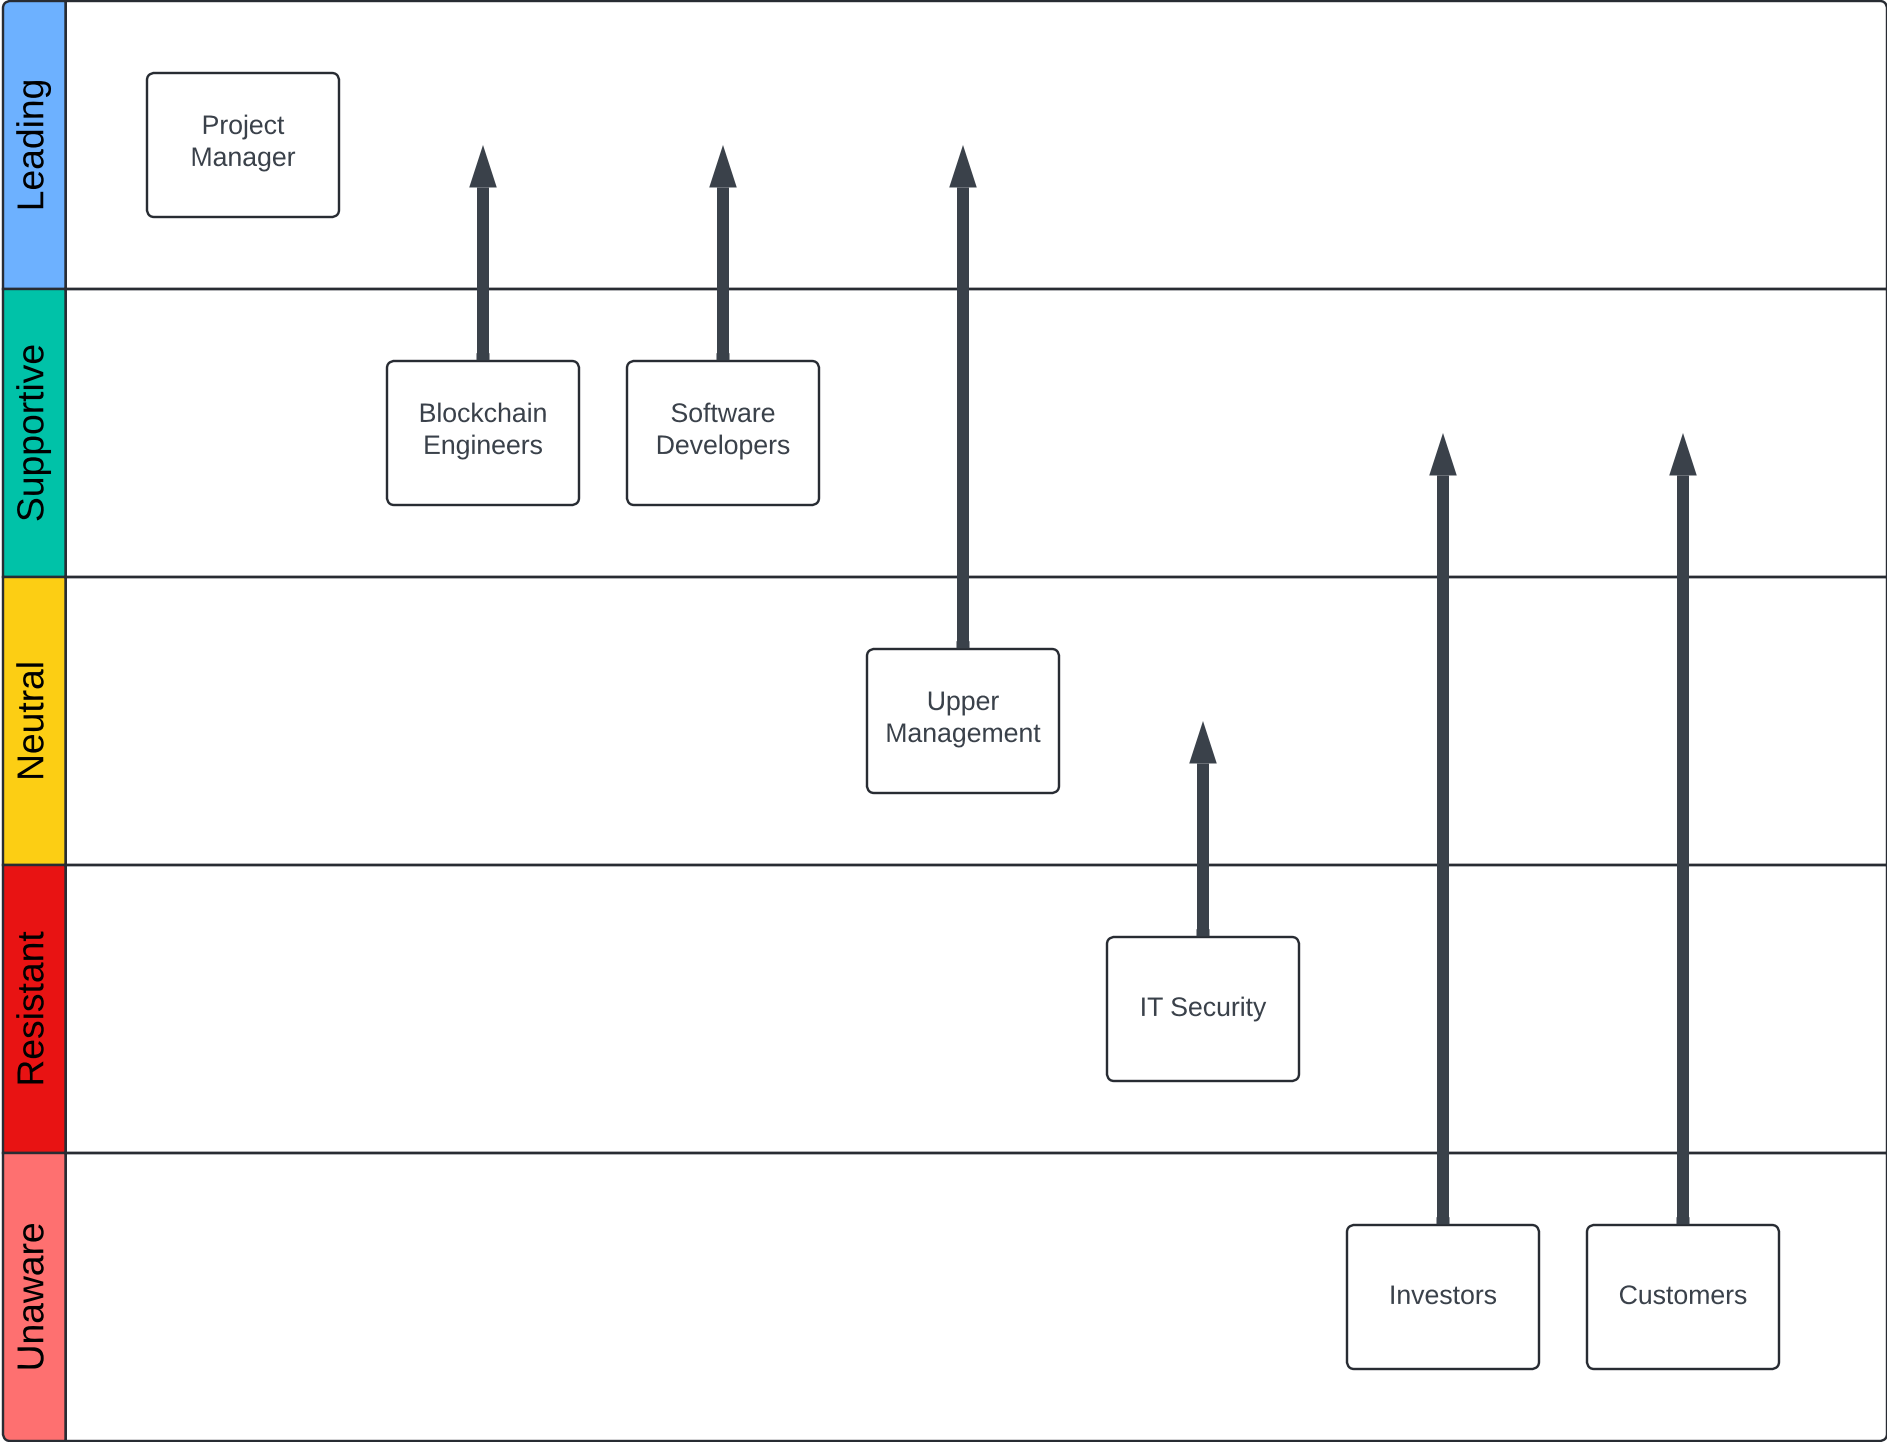 Leading
Project
Manager
Supportive
Blockchain
Engineers
Software
Developers
Neutral
Upper
Management
Resistant
IT Security
Unaware
Investors
Customers